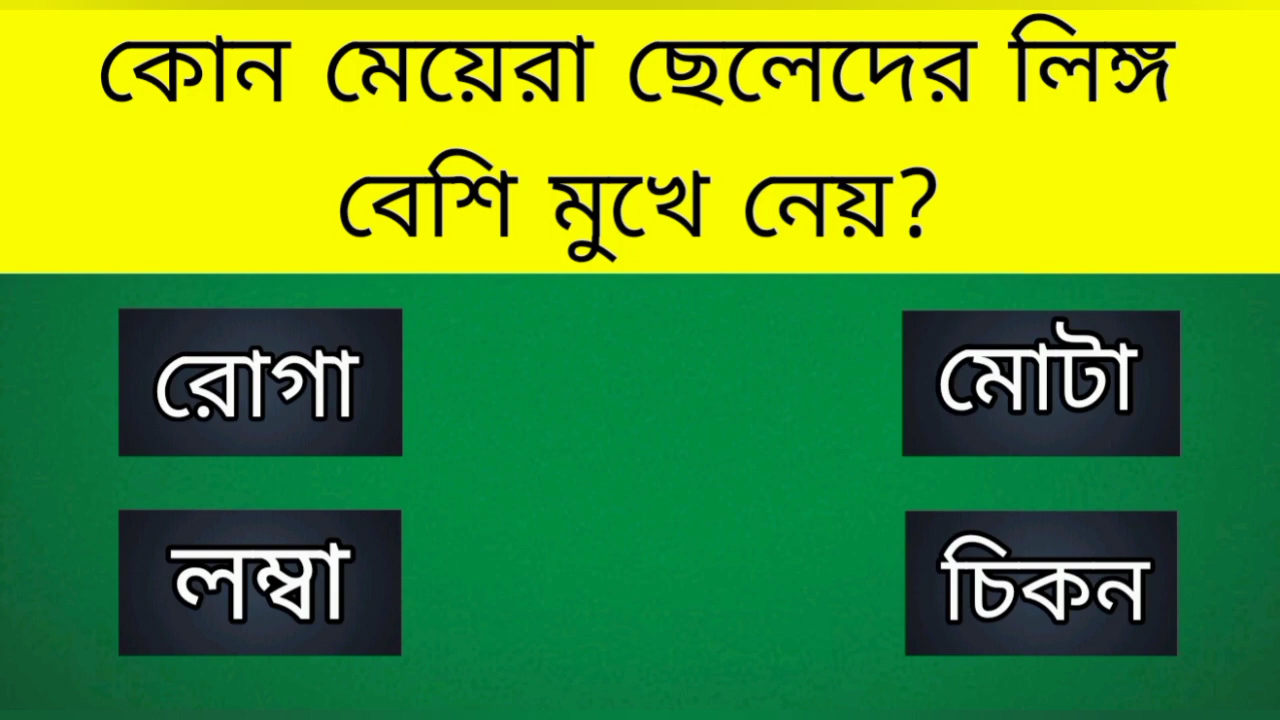 কোন মেয়েরা ছেলেদের লিঙ্গ
বেশি মুখে নেয়?
রোগা
মোটা
লম্বা
চিকন